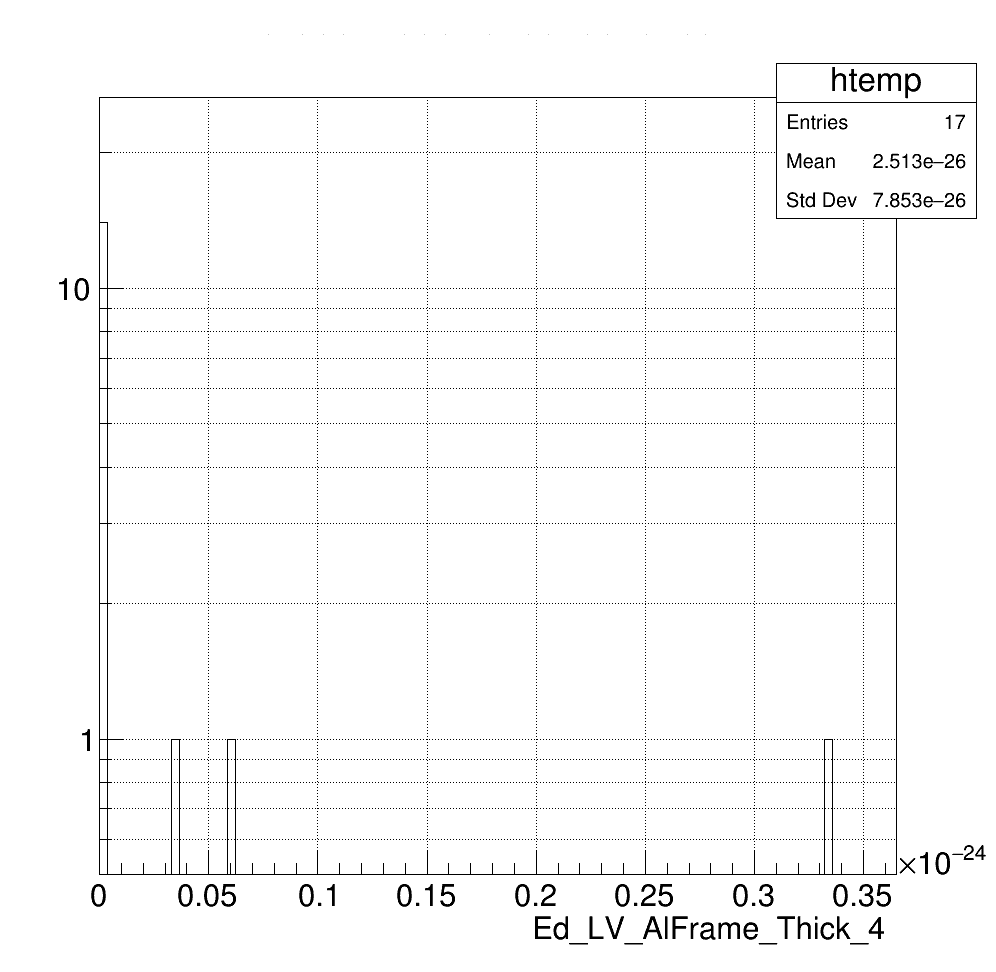 htemp
Entries 17
Mean 2.513e−26
Std Dev 7.853e−26
10
1
0 0.05 0.1 0.15 0.2 0.25 0.3 0.35
×10−24
Ed_LV_AlFrame_Thick_4